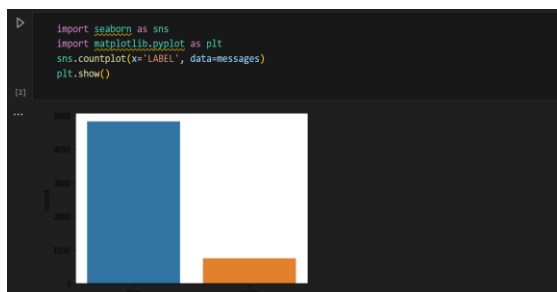 import seaborn as sns
import matplotlib.pyplot as plt
sns.countplot(x='LABEL', data=messages)
plt.show()
[2]
...
5000
4000
3000
2000
1000
0
count